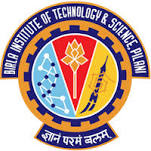 BIRLA INSTITUTE OF TECHNOLOGY & SCIENCE, PILANI
ज्ञानं परमं बलम्